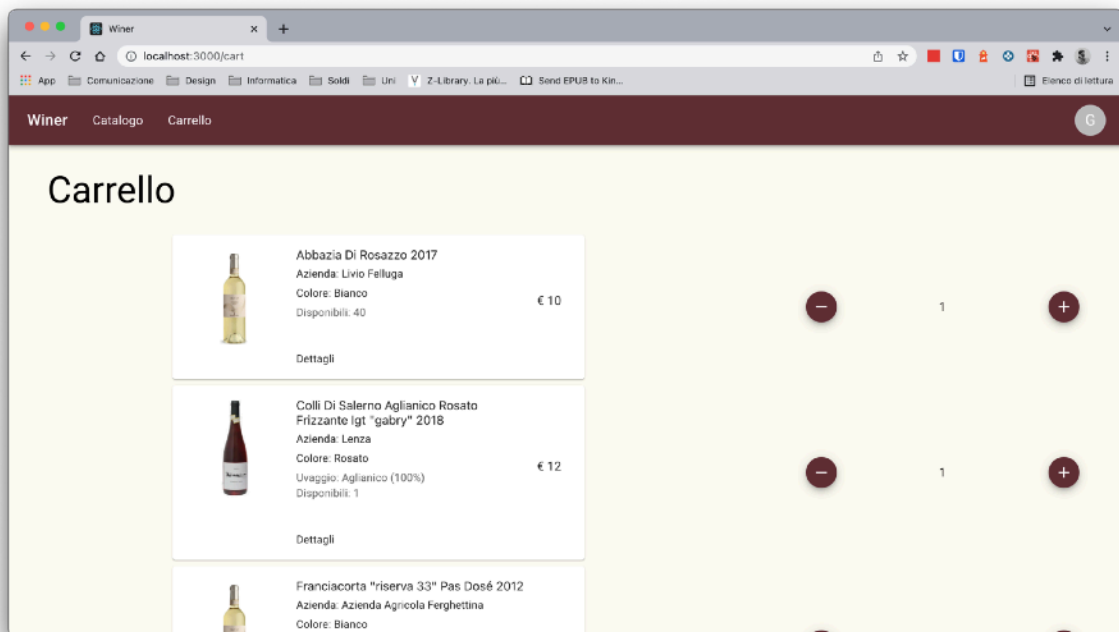 Winer
localhost:3000/cart
App Comunicazione Design Informatica Soldi Uni Z-Library. La più... Send EPUB to Kin... Elenco di lettura
Winer Catalogo Carrello G
Carrello
Abbazia Di Rosazzo 2017
Azienda: Livio Felluga
Colore: Bianco
Disponibili: 40
€ 10
1
Dettagli
Colli Di Salerno Aglianico Rosato
Frizzante Igt "gabry" 2018
Azienda: Lenza
Colore: Rosato
Uvaggio: Aglianico (100%)
Disponibili: 1
€ 12
1
Dettagli
Franciacorta "riserva 33" Pas Dosé 2012
Azienda: Azienda Agricola Ferghettina
Colore: Bianco